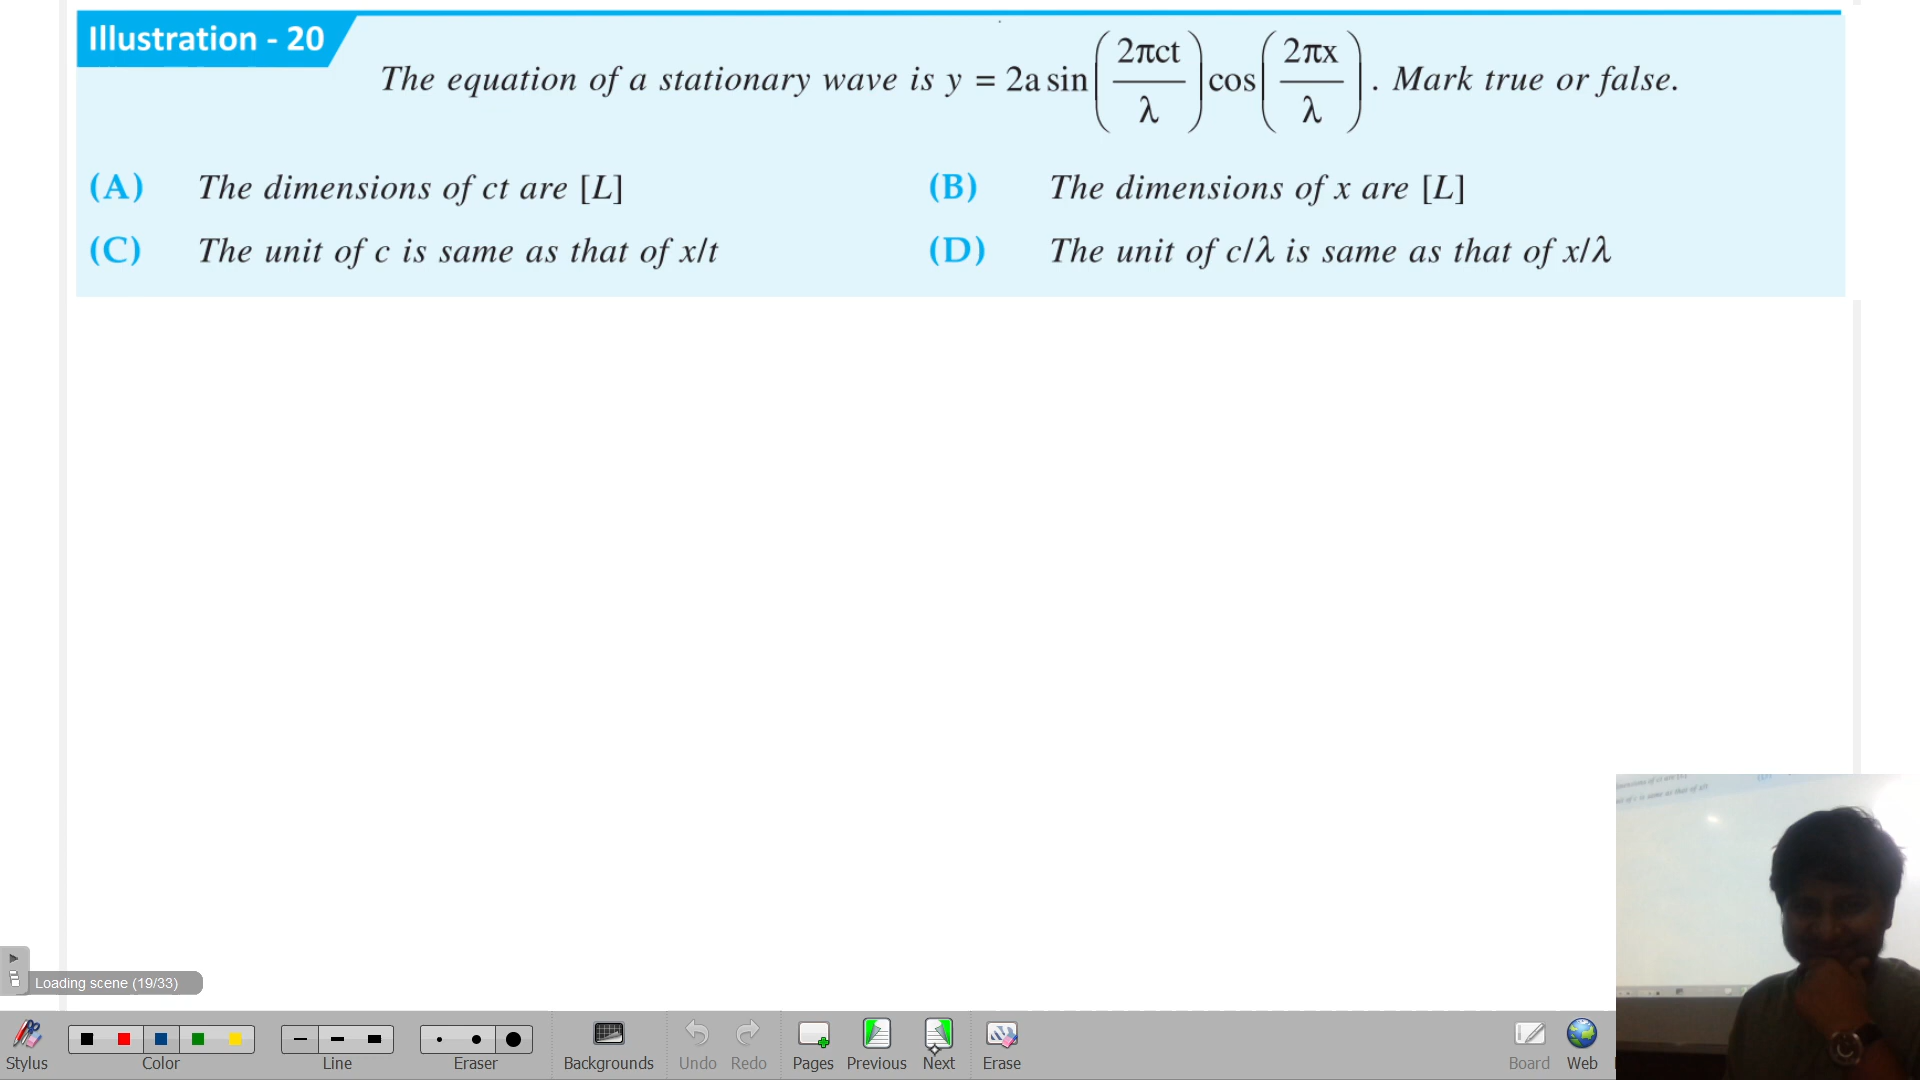 Illustration - 20
The equation of a stationary wave is y = 2a sin(2πct/λ) cos(2πx/λ). Mark true or false.
(A) The dimensions of ct are [L]
(B) The dimensions of x are [L]
(C) The unit of c is same as that of x/t
(D) The unit of c/λ is same as that of x/λ
Loading scene (19/33)
Stylus
Color
Line
Eraser
Backgrounds
Undo
Redo
Pages
Previous
Next
Erase
Board
Web